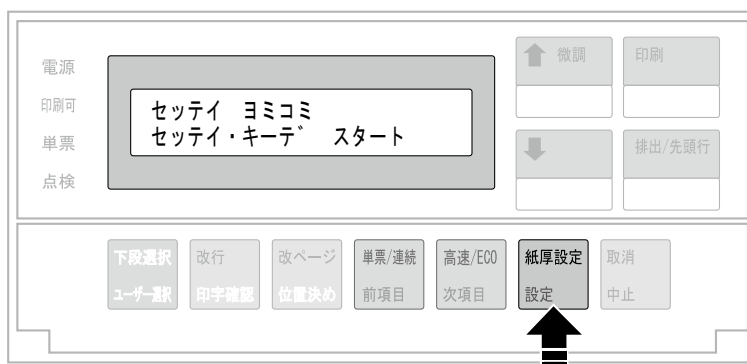 電源
印刷可
単票
点検
セッテイ ヨミコミ
セッテイ・キーデ゛ スタート
微調
印刷
排出/先頭行
下段選択
ユーザー選択
改行
印字確認
改ページ
位置決め
単票/連続
前項目
高速/ECO
次項目
紙厚設定
設定
取消
中止